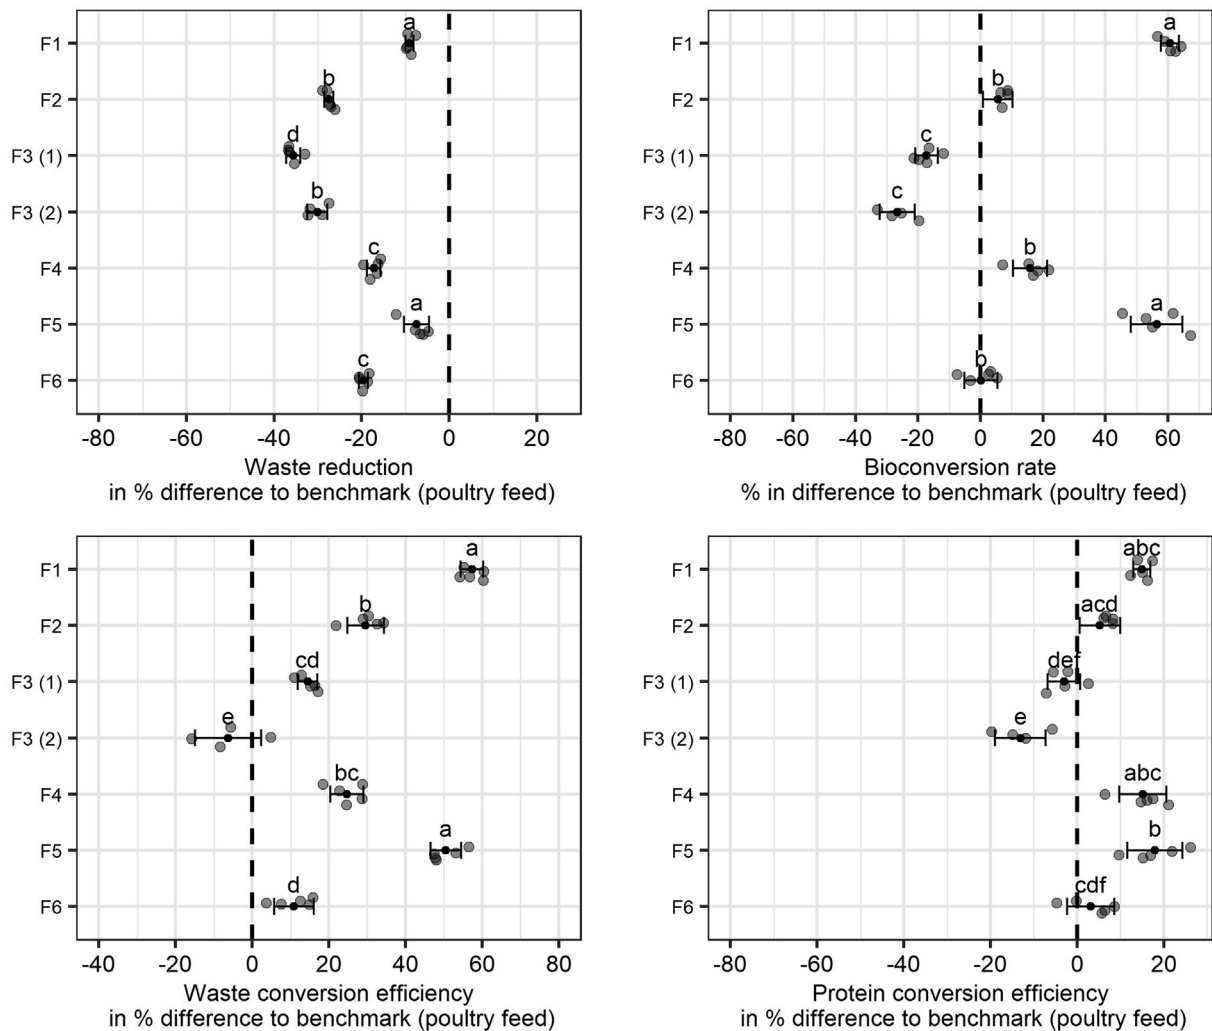 F1 a
F2 b
F3 (1) d
F3 (2) b
F4 c
F5 a
F6 c
-80 -60 -40 -20 0 20
Waste reduction
in % difference to benchmark (poultry feed)
F1 a
F2 b
F3 (1) c
F3 (2) c
F4 b
F5 a
F6 b
-80 -60 -40 -20 0 20 40 60
Bioconversion rate
% in difference to benchmark (poultry feed)
F1 a
F2 b
F3 (1) cd
F3 (2) e
F4 bc
F5 a
F6 d
-40 -20 0 20 40 60 80
Waste conversion efficiency
in % difference to benchmark (poultry feed)
F1 abc
F2 acd
F3 (1) def
F3 (2) e
F4 abc
F5 b
F6 cdf
-80 -60 -40 -20 0 20
Protein conversion efficiency
in % difference to benchmark (poultry feed)